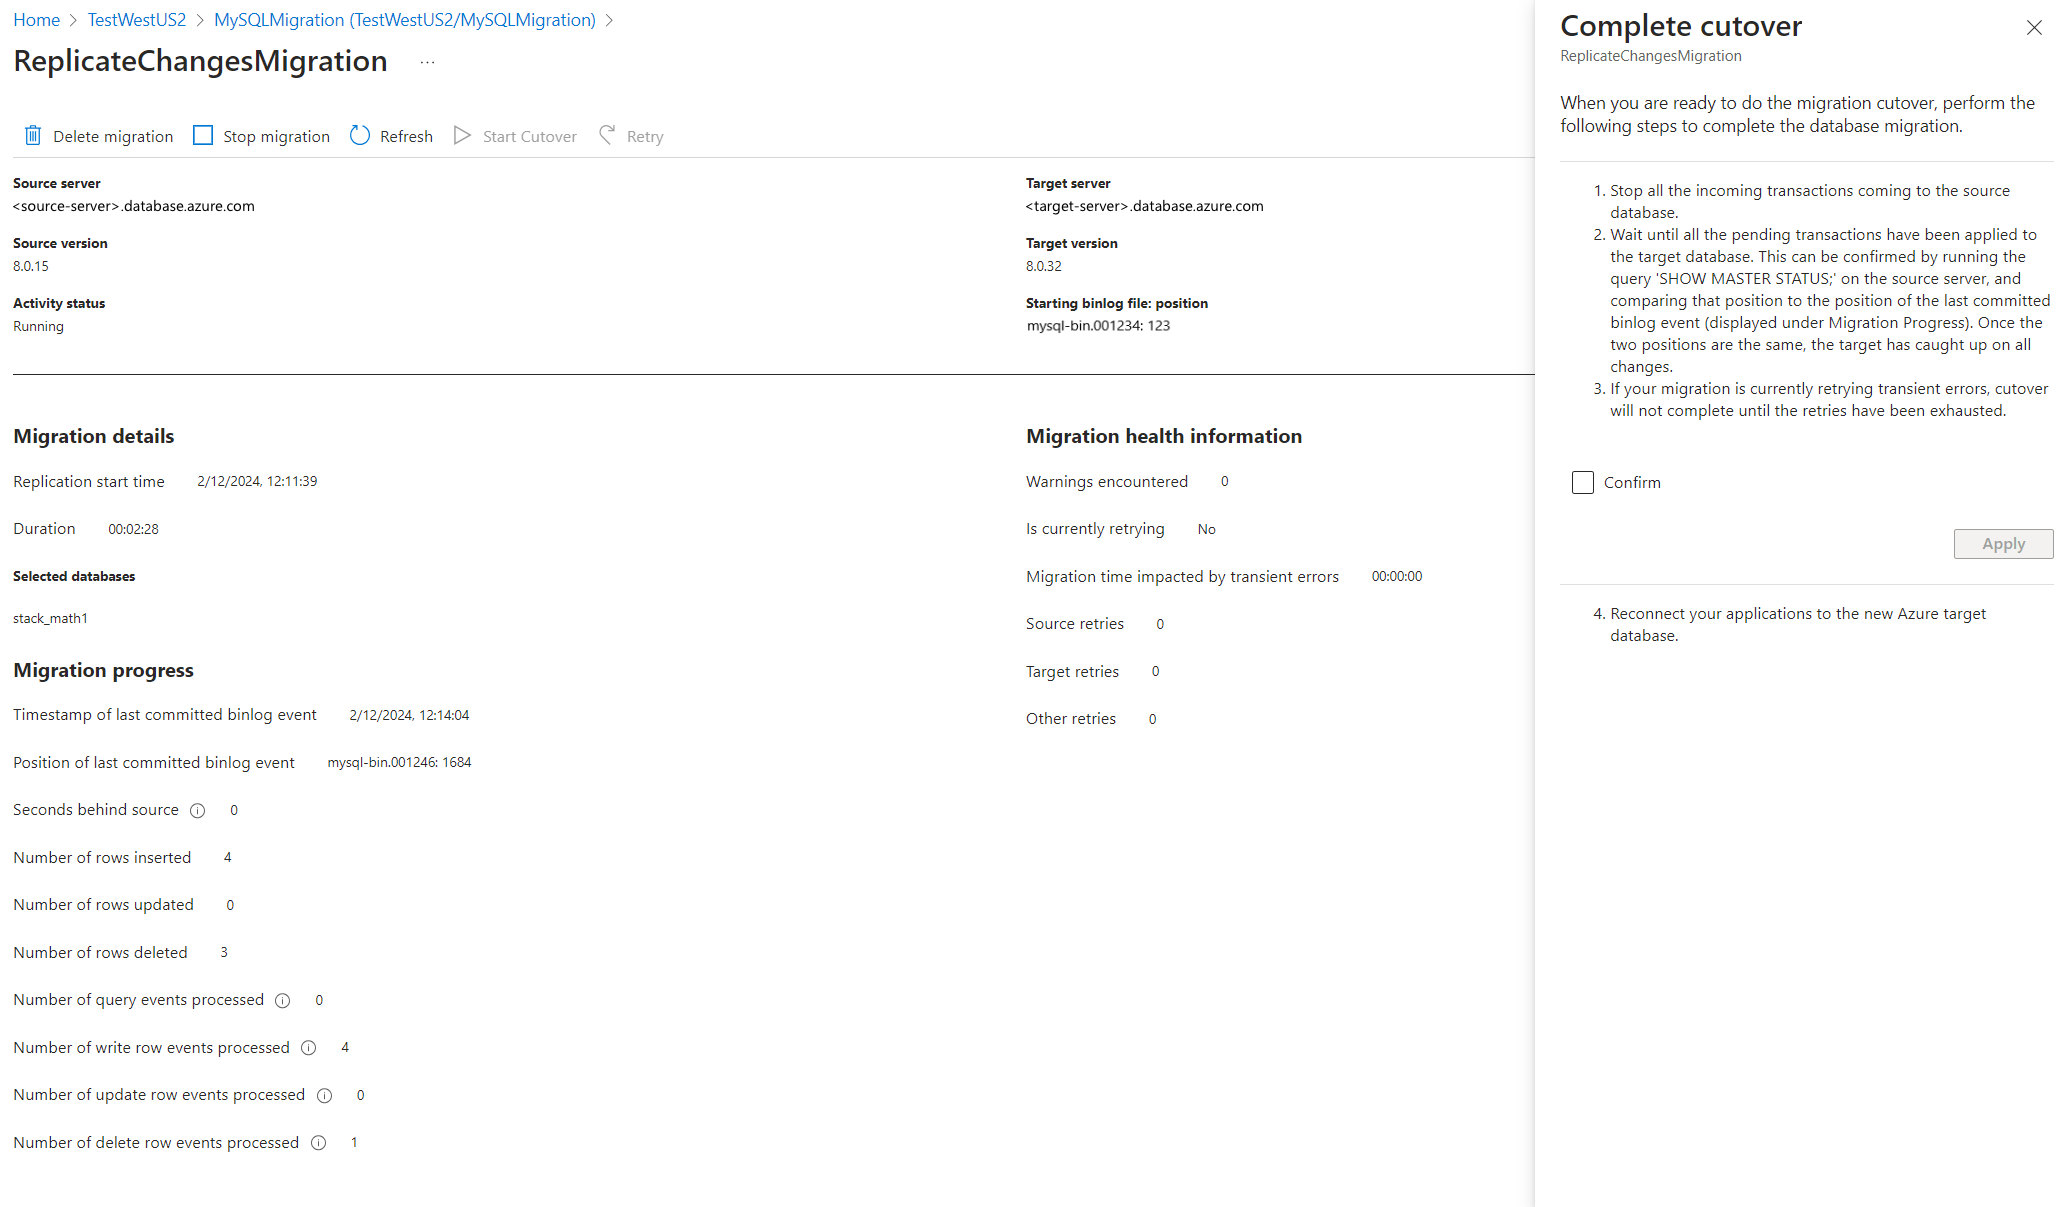 Home > TestWestUS2 > MySQLMigration (TestWestUS2/MySQLMigration) >
ReplicateChangesMigration ...
Delete migration Stop migration Refresh Start Cutover Retry
Source server
<source-server>.database.azure.com
Source version
8.0.15
Activity status
Running
Target server
<target-server>.database.azure.com
Target version
8.0.32
Starting binlog file: position
mysql-bin.001234: 123
Migration details
Replication start time 2/12/2024, 12:11:39
Duration 00:02:28
Selected databases
stack_math1
Migration progress
Timestamp of last committed binlog event 2/12/2024, 12:14:04
Position of last committed binlog event mysql-bin.001246: 1684
Seconds behind source 0
Number of rows inserted 4
Number of rows updated 0
Number of rows deleted 3
Number of query events processed 0
Number of write row events processed 4
Number of update row events processed 0
Number of delete row events processed 1
Migration health information
Warnings encountered 0
Is currently retrying No
Migration time impacted by transient errors 00:00:00
Source retries 0
Target retries 0
Other retries 0
Complete cutover
ReplicateChangesMigration
When you are ready to do the migration cutover, perform the
following steps to complete the database migration.
1. Stop all the incoming transactions coming to the source
database.
2. Wait until all the pending transactions have been applied to
the target database. This can be confirmed by running the
query 'SHOW MASTER STATUS;' on the source server, and
comparing that position to the position of the last committed
binlog event (displayed under Migration Progress). Once the
two positions are the same, the target has caught up on all
changes.
3. If your migration is currently retrying transient errors, cutover
will not complete until the retries have been exhausted.
Confirm
Apply
4. Reconnect your applications to the new Azure target
database.